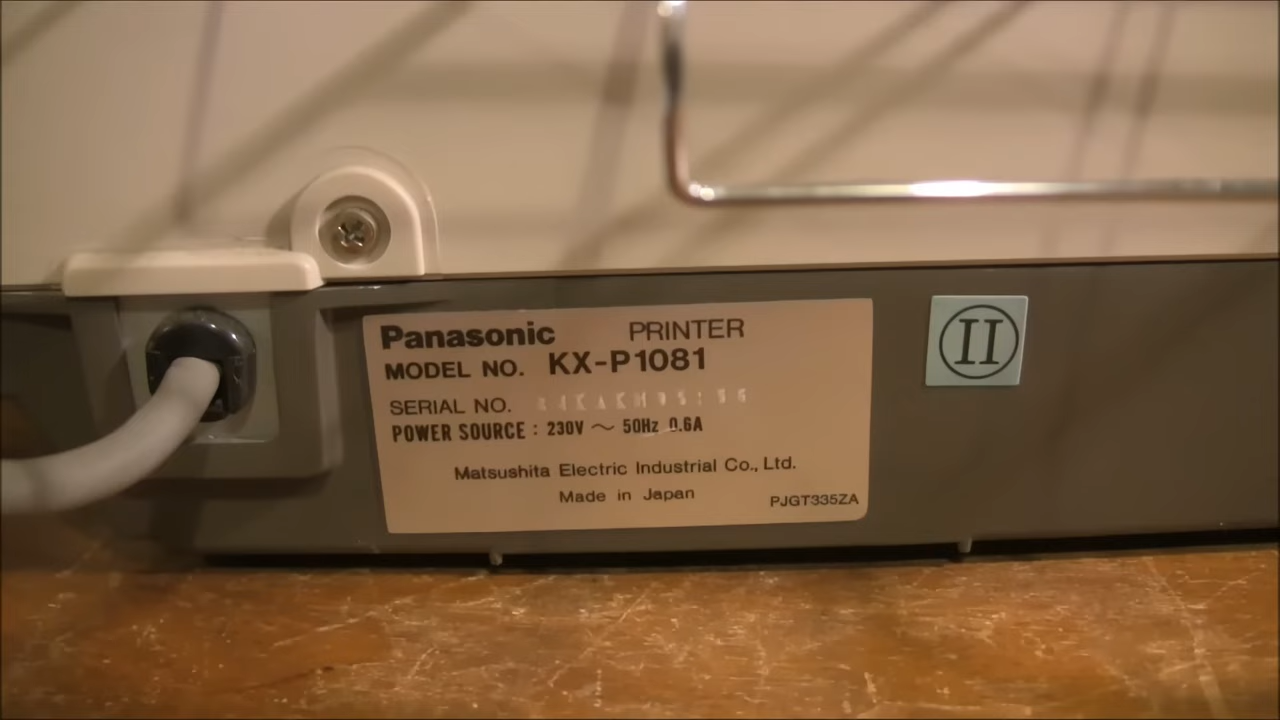 Panasonic PRINTER
MODEL NO. KX-P1081
SERIAL NO.
POWER SOURCE : 230V ~ 50Hz 0.6A
Matsushita Electric Industrial Co., Ltd.
Made in Japan
PJGT335ZA
II